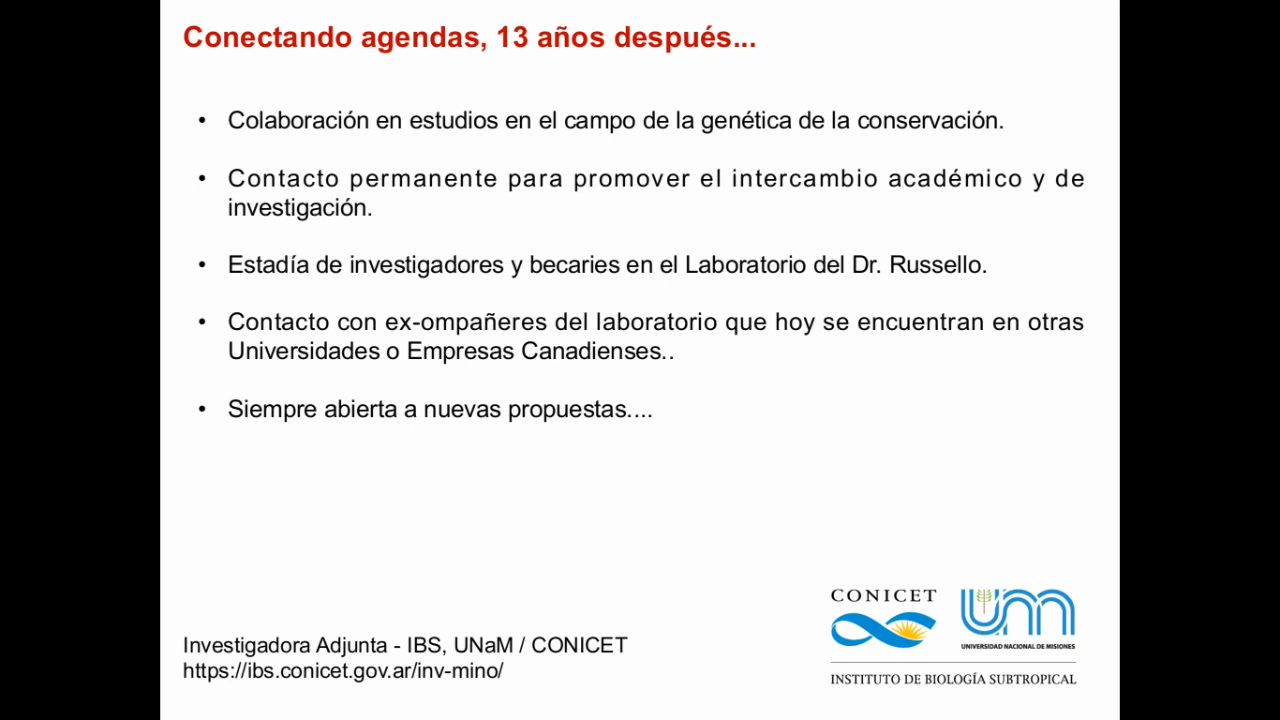 Conectando agendas, 13 años después...
• Colaboración en estudios en el campo de la genética de la conservación.
• Contacto permanente para promover el intercambio académico y de
investigación.
• Estadía de investigadores y becaries en el Laboratorio del Dr. Russello.
• Contacto con ex-ompañeres del laboratorio que hoy se encuentran en otras
Universidades o Empresas Canadienses..
• Siempre abierta a nuevas propuestas....
Investigadora Adjunta - IBS, UNaM / CONICET
https://ibs.conicet.gov.ar/inv-mino/
CONICET
UNIVERSIDAD NACIONAL DE MISIONES
INSTITUTO DE BIOLOGÍA SUBTROPICAL